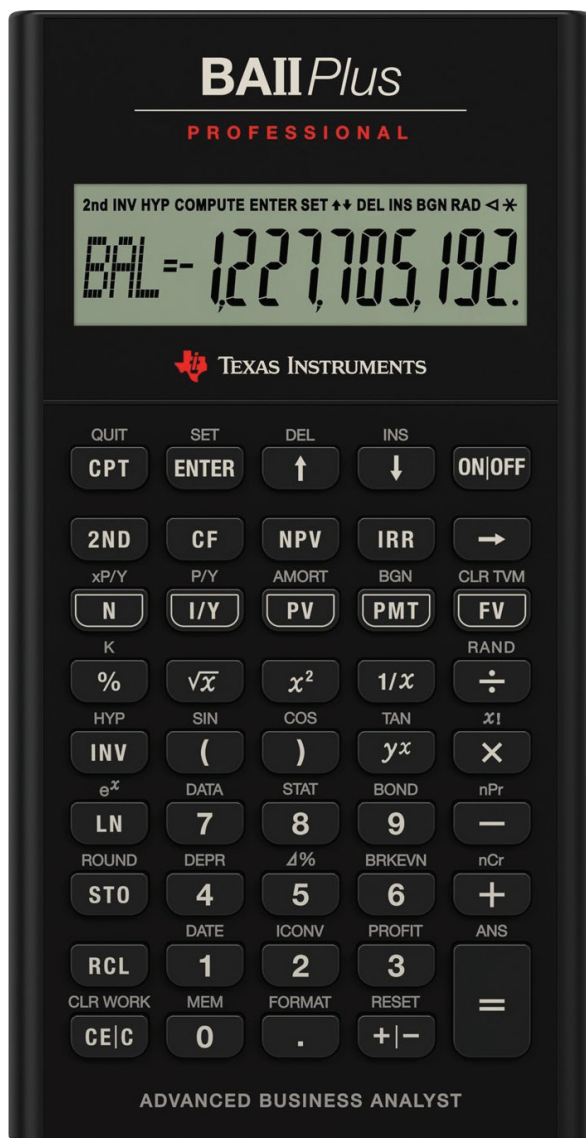 BAII Plus
PROFESSIONAL
2nd INV HYP COMPUTE ENTER SET ↑↓ DEL INS BGN RAD ◁ *
BAL=-1,227,705,192.
TEXAS INSTRUMENTS
QUIT SET DEL INS
CPT ENTER ↑ ↓ ON|OFF
2ND CF NPV IRR →
xP/Y P/Y AMORT BGN CLR TVM
N I/Y PV PMT FV
K RAND
% √x x² 1/x ÷
HYP SIN COS TAN x!
INV ( ) yˣ ×
eˣ DATA STAT BOND nPr
LN 7 8 9 −
ROUND DEPR Δ% BRKEVN nCr
STO 4 5 6 +
DATE ICONV PROFIT ANS
RCL 1 2 3 =
CLR WORK MEM FORMAT RESET
CE|C 0 . +|−
ADVANCED BUSINESS ANALYST